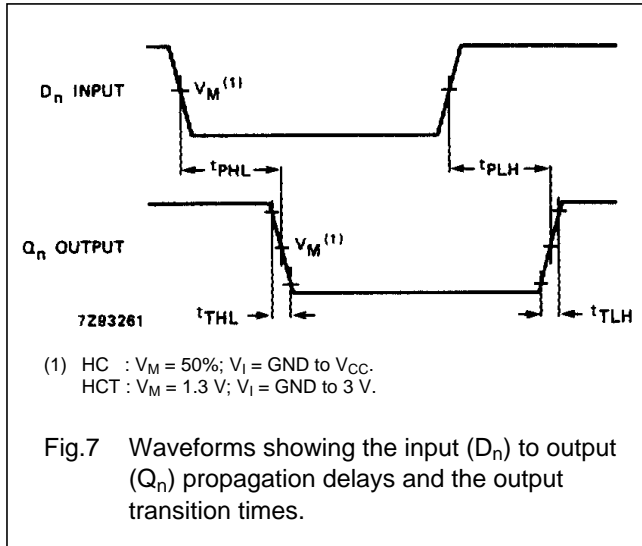 Dn INPUT
VM(1)
tPHL
tPLH
Qn OUTPUT
VM(1)
7Z93261
tTHL
tTLH
(1) HC : VM = 50%; VI = GND to VCC.
HCT : VM = 1.3 V; VI = GND to 3 V.
Fig.7 Waveforms showing the input (Dn) to output
(Qn) propagation delays and the output
transition times.